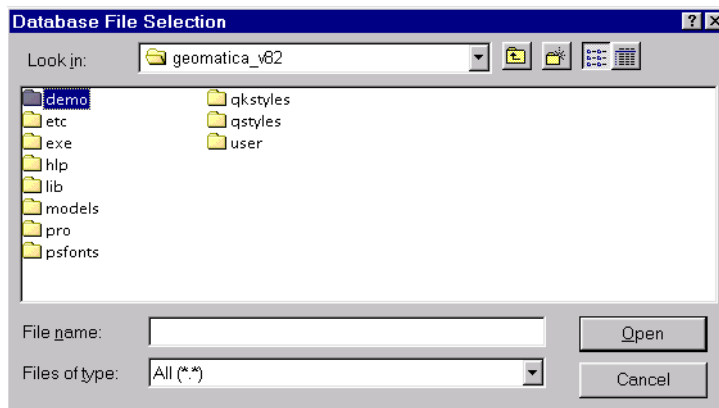 Database File Selection
Look in: geomatica_v82
demo
etc
exe
hlp
lib
models
pro
psfonts
qkstyles
qstyles
user
File name:
Open
Files of type: All (*.*)
Cancel